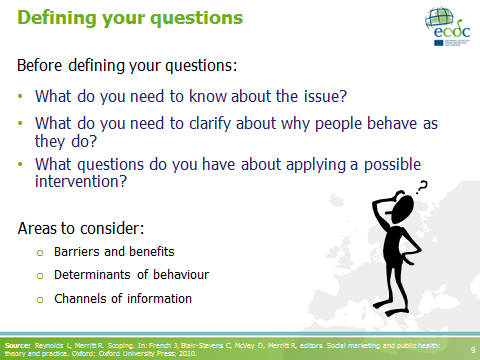 Defining your questions
ecdc
Before defining your questions:
• What do you need to know about the issue?
• What do you need to clarify about why people behave as
they do?
• What questions do you have about applying a possible
intervention?
?
Areas to consider:
o Barriers and benefits
o Determinants of behaviour
o Channels of information
Source: Reynolds L, Merritt R. Scoping. In: French J, Blair-Stevens C, McVey D, Merritt R, editors. Social marketing and public health:
theory and practice. Oxford: Oxford University Press; 2010.
9